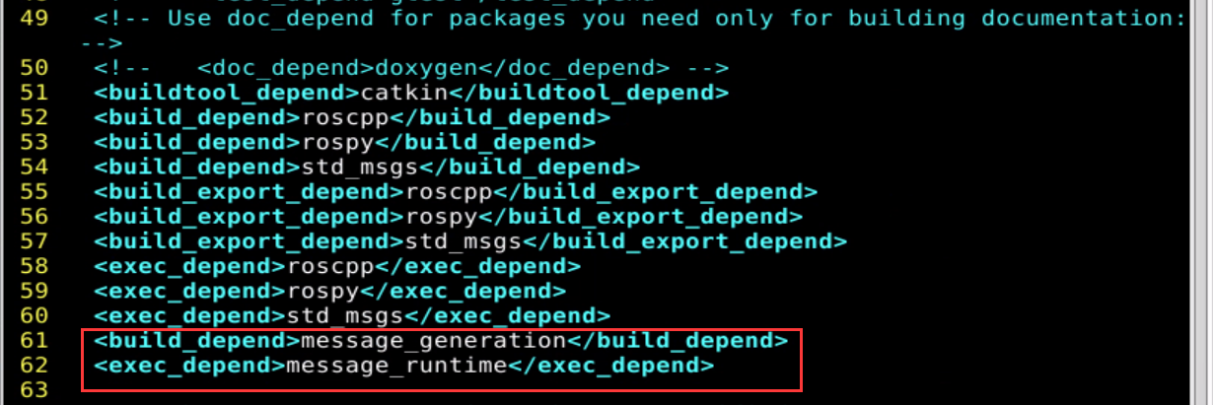 49 <!-- Use doc_depend for packages you need only for building documentation:
-->
50 <!--   <doc_depend>doxygen</doc_depend> -->
51 <buildtool_depend>catkin</buildtool_depend>
52 <build_depend>roscpp</build_depend>
53 <build_depend>rospy</build_depend>
54 <build_depend>std_msgs</build_depend>
55 <build_export_depend>roscpp</build_export_depend>
56 <build_export_depend>rospy</build_export_depend>
57 <build_export_depend>std_msgs</build_export_depend>
58 <exec_depend>roscpp</exec_depend>
59 <exec_depend>rospy</exec_depend>
60 <exec_depend>std_msgs</exec_depend>
61 <build_depend>message_generation</build_depend>
62 <exec_depend>message_runtime</exec_depend>
63